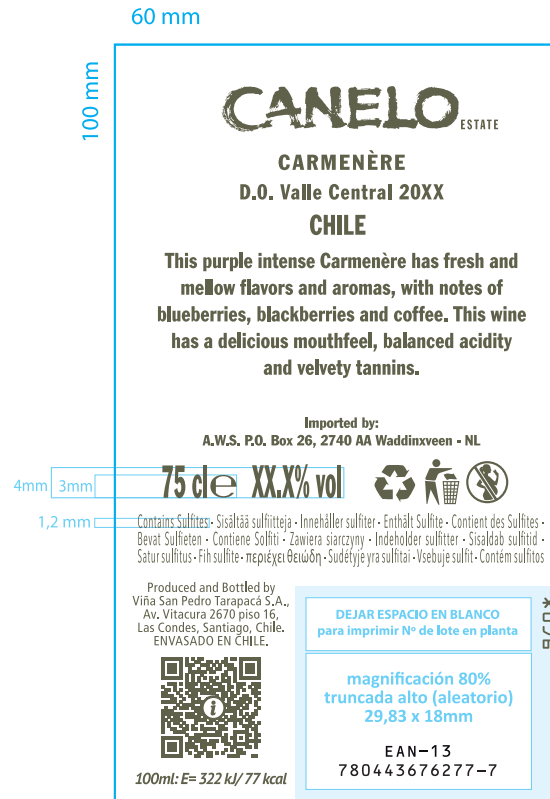 60 mm
100 mm
CANELO
ESTATE
CARMENÈRE
D.O. Valle Central 20XX
CHILE
This purple intense Carmenère has fresh and
mellow flavors and aromas, with notes of
blueberries, blackberries and coffee. This wine
has a delicious mouthfeel, balanced acidity
and velvety tannins.
Imported by:
A.W.S. P.O. Box 26, 2740 AA Waddinxveen - NL
4mm 3mm 75 cl e XX.X% vol
1,2 mm
Contains Sulfites · Sisältää sulfiitteja · Innehåller sulfiter · Enthält Sulfite · Contient des Sulfites ·
Bevat Sulfieten · Contiene Solfiti · Zawiera siarczyny · Indeholder sulfitter · Sisaldab sulfitid ·
Satur sulfitus · Fih sulfite · περιέχει θειώδη · Sudėtyje yra sulfitai · Vsebuje sulfit · Contém sulfitos
Produced and Bottled by
Viña San Pedro Tarapacá S.A.,
Av. Vitacura 2670 piso 16,
Las Condes, Santiago, Chile.
ENVASADO EN CHILE.
i
100ml: E= 322 kJ/ 77 kcal
DEJAR ESPACIO EN BLANCO
para imprimir Nº de lote en planta
magnificación 80%
truncada alto (aleatorio)
29,83 x 18mm
EAN-13
780443676277-7